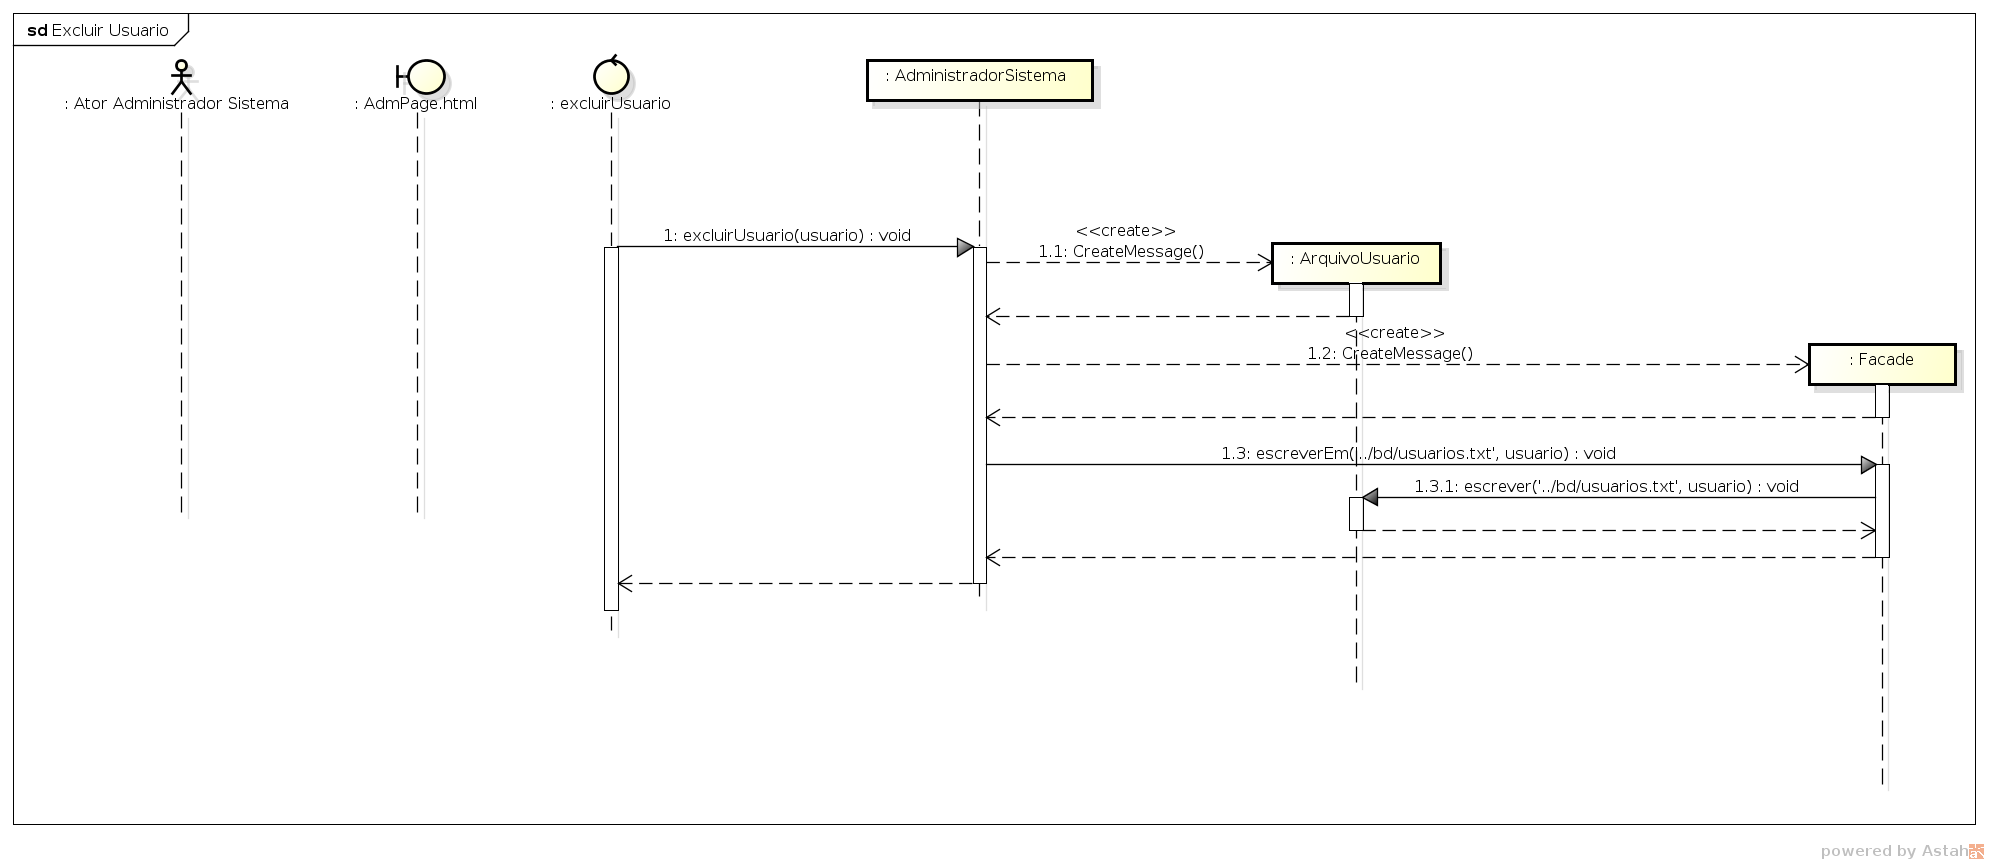 sd Excluir Usuario
: Ator Administrador Sistema
: AdmPage.html
: excluirUsuario
: AdministradorSistema
1: excluirUsuario(usuario) : void
<<create>>
1.1: CreateMessage()
: ArquivoUsuario
<<create>>
1.2: CreateMessage()
: Facade
1.3: escreverEm('../bd/usuarios.txt', usuario) : void
1.3.1: escrever('../bd/usuarios.txt', usuario) : void
powered by Astah